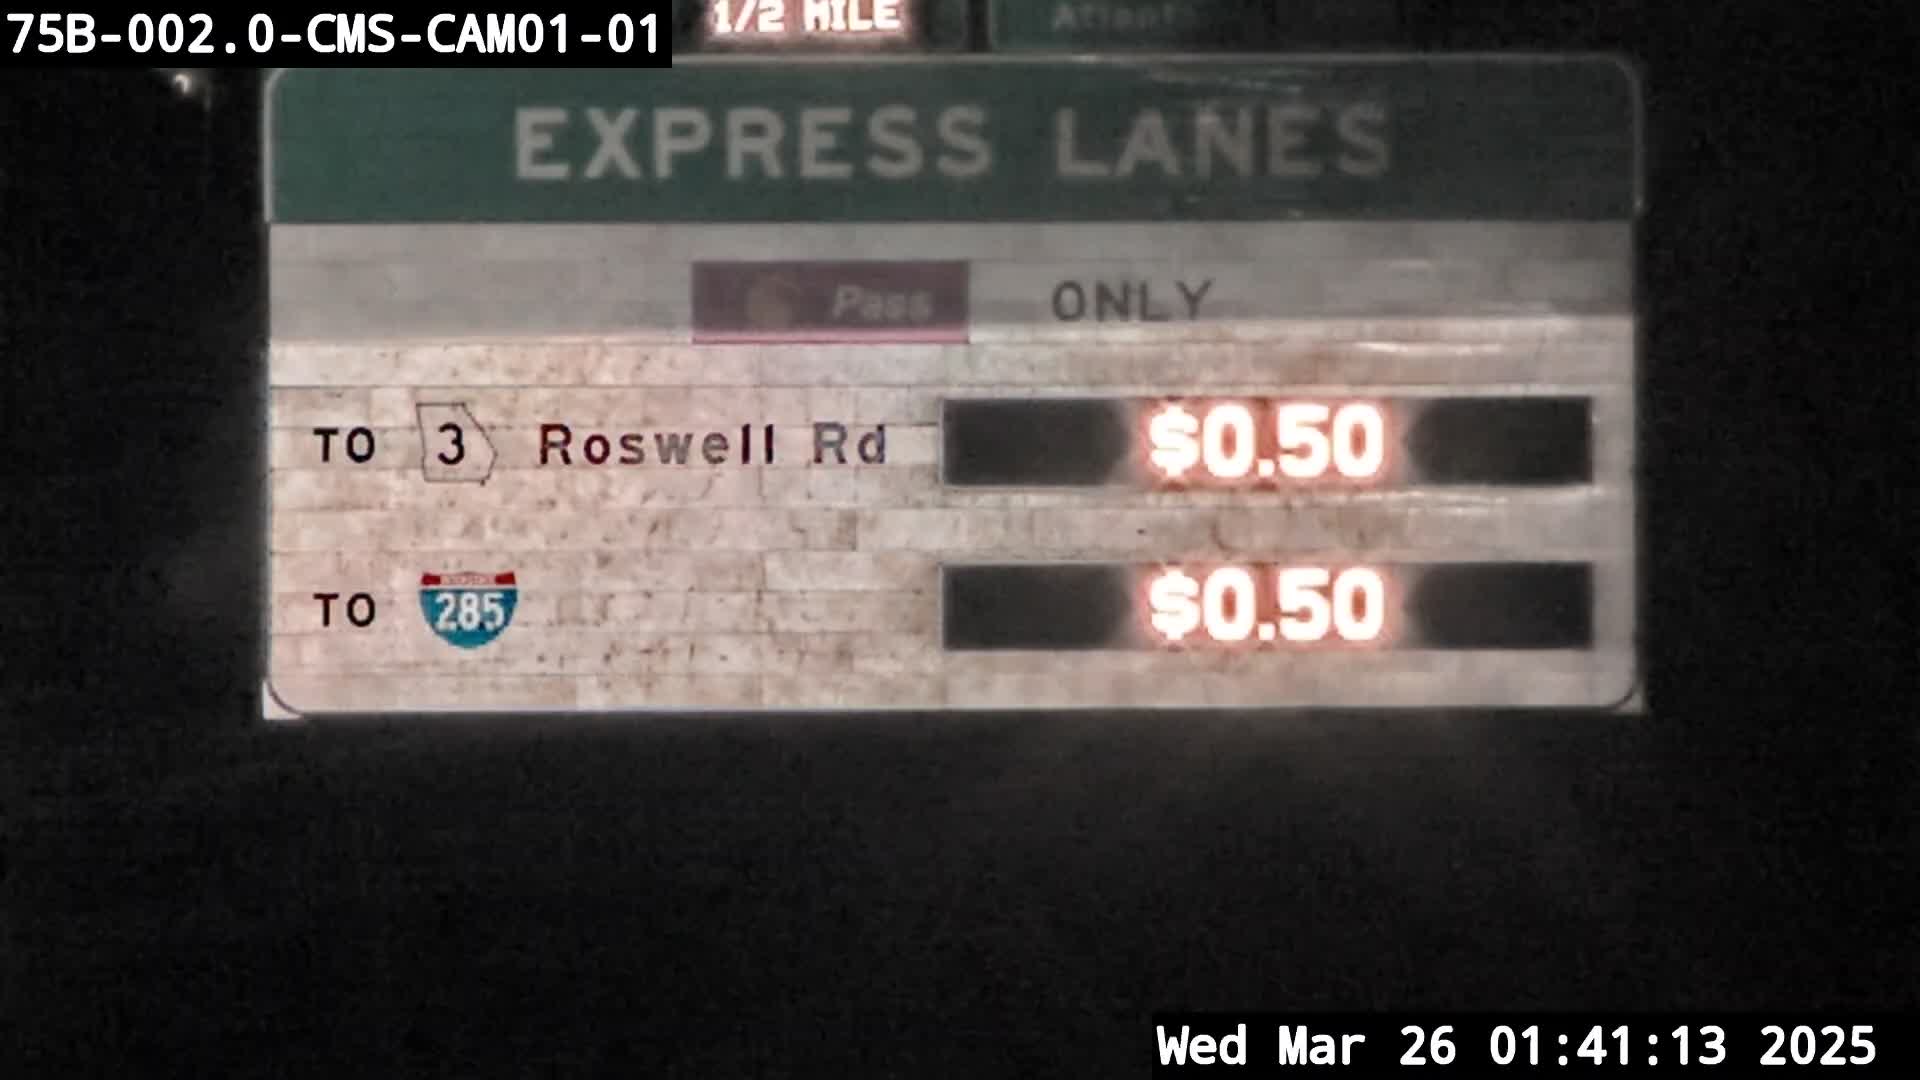 75B-002.0-CMS-CAM01-01
1/2 MILE
EXPRESS LANES
Pass ONLY
TO 3 Roswell Rd $0.50
TO 285 $0.50
Wed Mar 26 01:41:13 2025